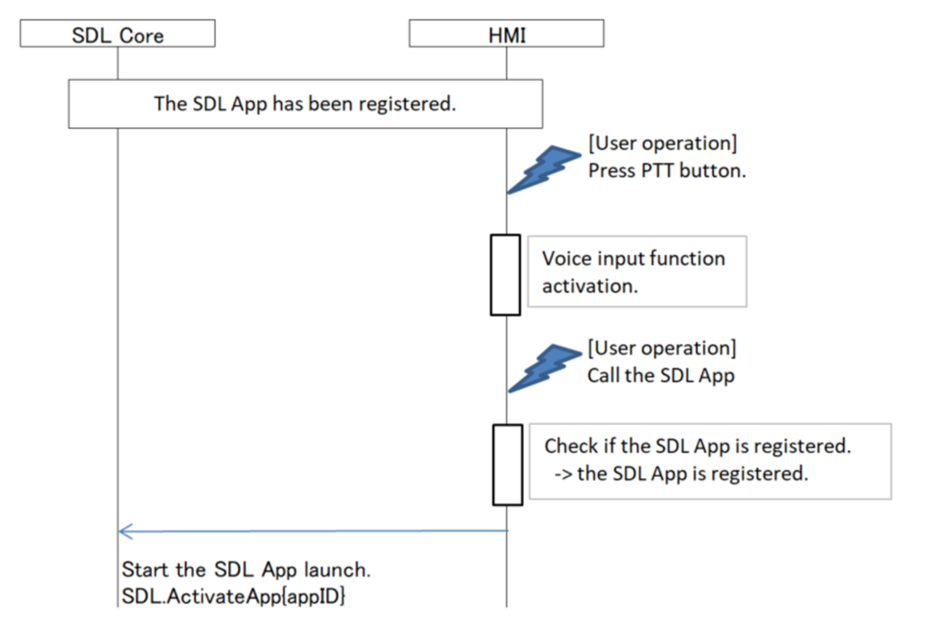 SDL Core
HMI
The SDL App has been registered.
[User operation]
Press PTT button.
Voice input function
activation.
[User operation]
Call the SDL App
Check if the SDL App is registered.
-> the SDL App is registered.
Start the SDL App launch.
SDL.ActivateApp{appID}